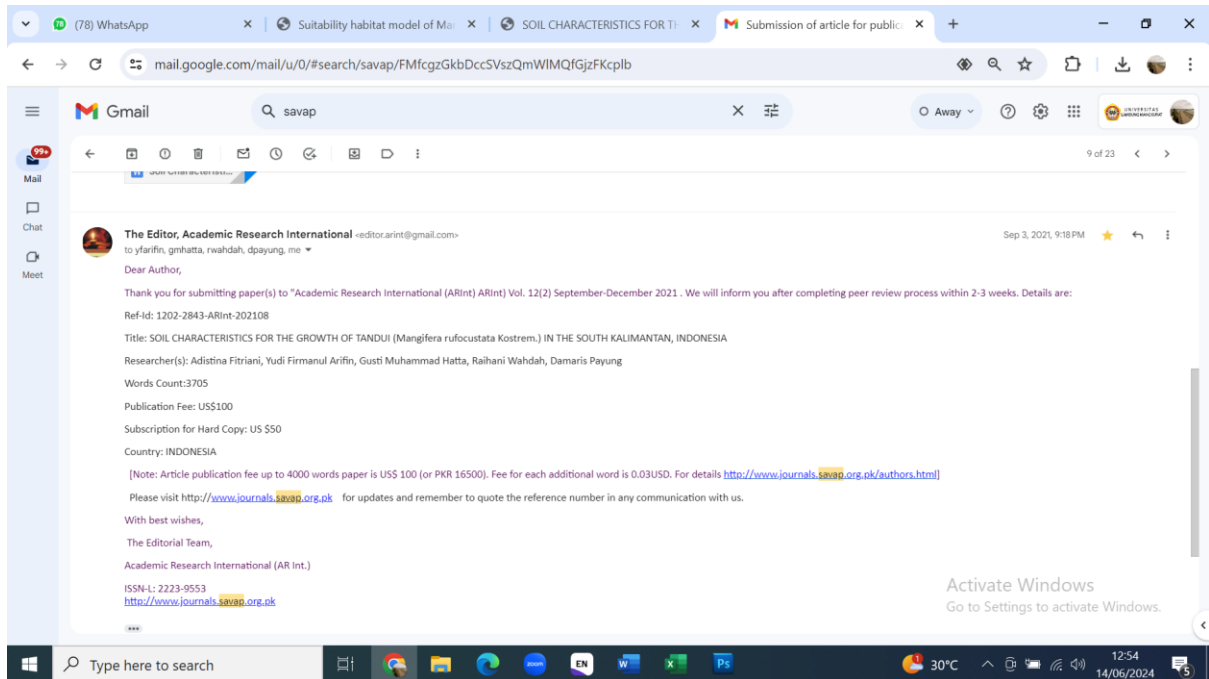 (78) WhatsApp
Suitability habitat model of Ma
SOIL CHARACTERISTICS FOR TH
Submission of article for public
mail.google.com/mail/u/0/#search/savap/FMfcgzGkbDccSVszQmWlMQfGjzFKcplb
Gmail
savap
Away
UNIVERSITAS
99+
Mail
Chat
Meet
9 of 23
Soil Characteristi...
The Editor, Academic Research International <editor.arint@gmail.com>
Sep 3, 2021, 9:18 PM
to yfarifin, gmhatta, rwahdah, dpayung, me
Dear Author,
Thank you for submitting paper(s) to "Academic Research International (ARInt) ARInt) Vol. 12(2) September-December 2021 . We will inform you after completing peer review process within 2-3 weeks. Details are:
Ref-Id: 1202-2843-ARInt-202108
Title: SOIL CHARACTERISTICS FOR THE GROWTH OF TANDUI (Mangifera rufocustata Kostrem.) IN THE SOUTH KALIMANTAN, INDONESIA
Researcher(s): Adistina Fitriani, Yudi Firmanul Arifin, Gusti Muhammad Hatta, Raihani Wahdah, Damaris Payung
Words Count:3705
Publication Fee: US$100
Subscription for Hard Copy: US $50
Country: INDONESIA
[Note: Article publication fee up to 4000 words paper is US$ 100 (or PKR 16500). Fee for each additional word is 0.03USD. For details http://www.journals.savap.org.pk/authors.html]
Please visit http://www.journals.savap.org.pk for updates and remember to quote the reference number in any communication with us.
With best wishes,
The Editorial Team,
Academic Research International (AR Int.)
ISSN-L: 2223-9553
http://www.journals.savap.org.pk
Activate Windows
Go to Settings to activate Windows.
Type here to search
zoom
EN
W
X
Ps
1
30°C
12:54
14/06/2024
5